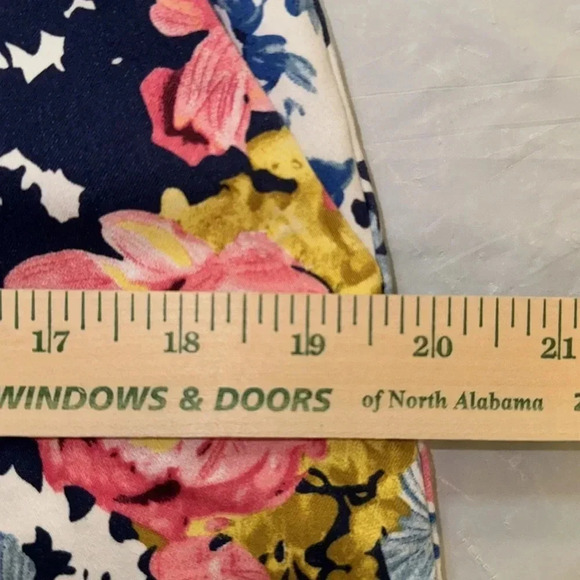 17 18 19 20 21
WINDOWS & DOORS of North Alabama